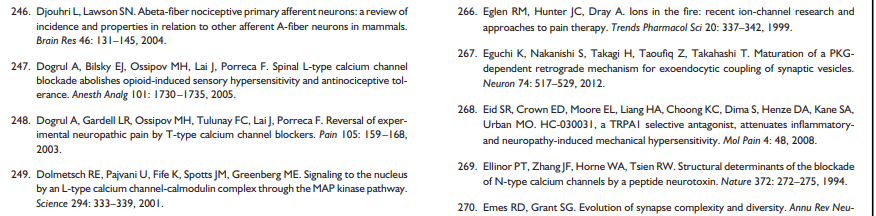 246. Djouhri L, Lawson SN. Abeta-fiber nociceptive primary afferent neurons: a review of
incidence and properties in relation to other afferent A-fiber neurons in mammals.
Brain Res 46: 131–145, 2004.
247. Dogrul A, Bilsky EJ, Ossipov MH, Lai J, Porreca F. Spinal L-type calcium channel
blockade abolishes opioid-induced sensory hypersensitivity and antinociceptive tol-
erance. Anesth Analg 101: 1730–1735, 2005.
248. Dogrul A, Gardell LR, Ossipov MH, Tulunay FC, Lai J, Porreca F. Reversal of exper-
imental neuropathic pain by T-type calcium channel blockers. Pain 105: 159–168,
2003.
249. Dolmetsch RE, Pajvani U, Fife K, Spotts JM, Greenberg ME. Signaling to the nucleus
by an L-type calcium channel-calmodulin complex through the MAP kinase pathway.
Science 294: 333–339, 2001.
266. Eglen RM, Hunter JC, Dray A. Ions in the fire: recent ion-channel research and
approaches to pain therapy. Trends Pharmacol Sci 20: 337–342, 1999.
267. Eguchi K, Nakanishi S, Takagi H, Taoufiq Z, Takahashi T. Maturation of a PKG-
dependent retrograde mechanism for exoendocytic coupling of synaptic vesicles.
Neuron 74: 517–529, 2012.
268. Eid SR, Crown ED, Moore EL, Liang HA, Choong KC, Dima S, Henze DA, Kane SA,
Urban MO. HC-030031, a TRPA1 selective antagonist, attenuates inflammatory-
and neuropathy-induced mechanical hypersensitivity. Mol Pain 4: 48, 2008.
269. Ellinor PT, Zhang JF, Horne WA, Tsien RW. Structural determinants of the blockade
of N-type calcium channels by a peptide neurotoxin. Nature 372: 272–275, 1994.
270. Emes RD, Grant SG. Evolution of synapse complexity and diversity. Annu Rev Neu-